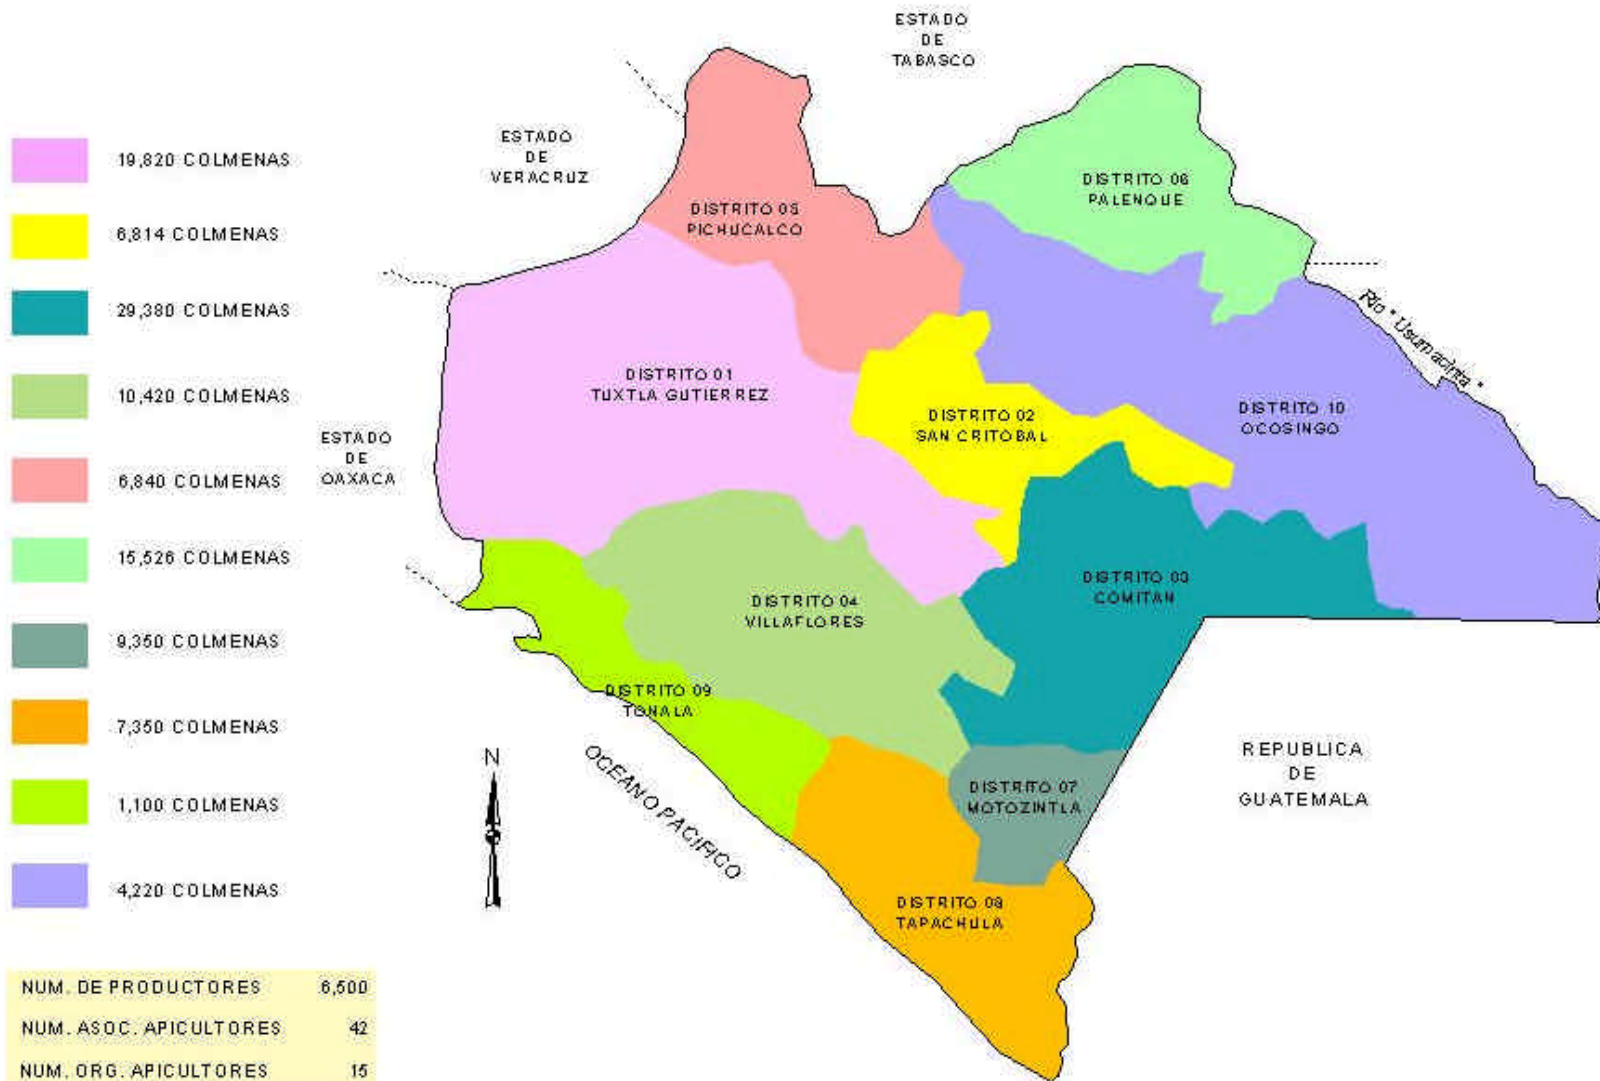 ESTADO
DE
TABASCO
ESTADO
DE
VERACRUZ
19,820 COLMENAS
6,814 COLMENAS
29,380 COLMENAS
10,420 COLMENAS
6,840 COLMENAS
15,526 COLMENAS
9,350 COLMENAS
7,350 COLMENAS
1,100 COLMENAS
4,220 COLMENAS
DISTRITO 05
PICHUCALCO
DISTRITO 06
PALENQUE
Río " Usumacinta "
DISTRITO 01
TUXTLA GUTIERREZ
DISTRITO 02
SAN CRITOBAL
DISTRITO 10
OCOSINGO
ESTADO
DE
OAXACA
DISTRITO 03
COMITAN
DISTRITO 04
VILLAFLORES
DISTRITO 09
TONALA
OCEANO PACIFICO
N
DISTRITO 07
MOTOZINTLA
REPUBLICA
DE
GUATEMALA
DISTRITO 08
TAPACHULA
NUM. DE PRODUCTORES 6,500
NUM. ASOC. APICULTORES 42
NUM. ORG. APICULTORES 15